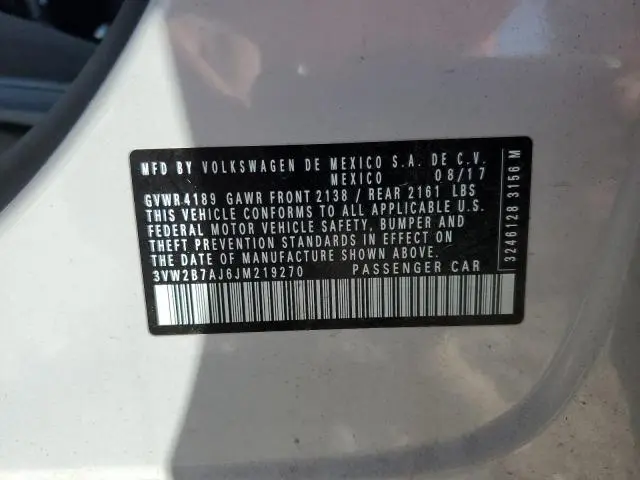 MFD BY VOLKSWAGEN DE MEXICO S.A. DE C.V.
MEXICO 08/17
GVWR 4189 GAWR FRONT 2138 / REAR 2161 LBS
THIS VEHICLE CONFORMS TO ALL APPLICABLE U.S.
FEDERAL MOTOR VEHICLE SAFETY, BUMPER AND
THEFT PREVENTION STANDARDS IN EFFECT ON
THE DATE OF MANUFACTURE SHOWN ABOVE.
3VW2B7AJ6JM219270 PASSENGER CAR
3246128 3156 M